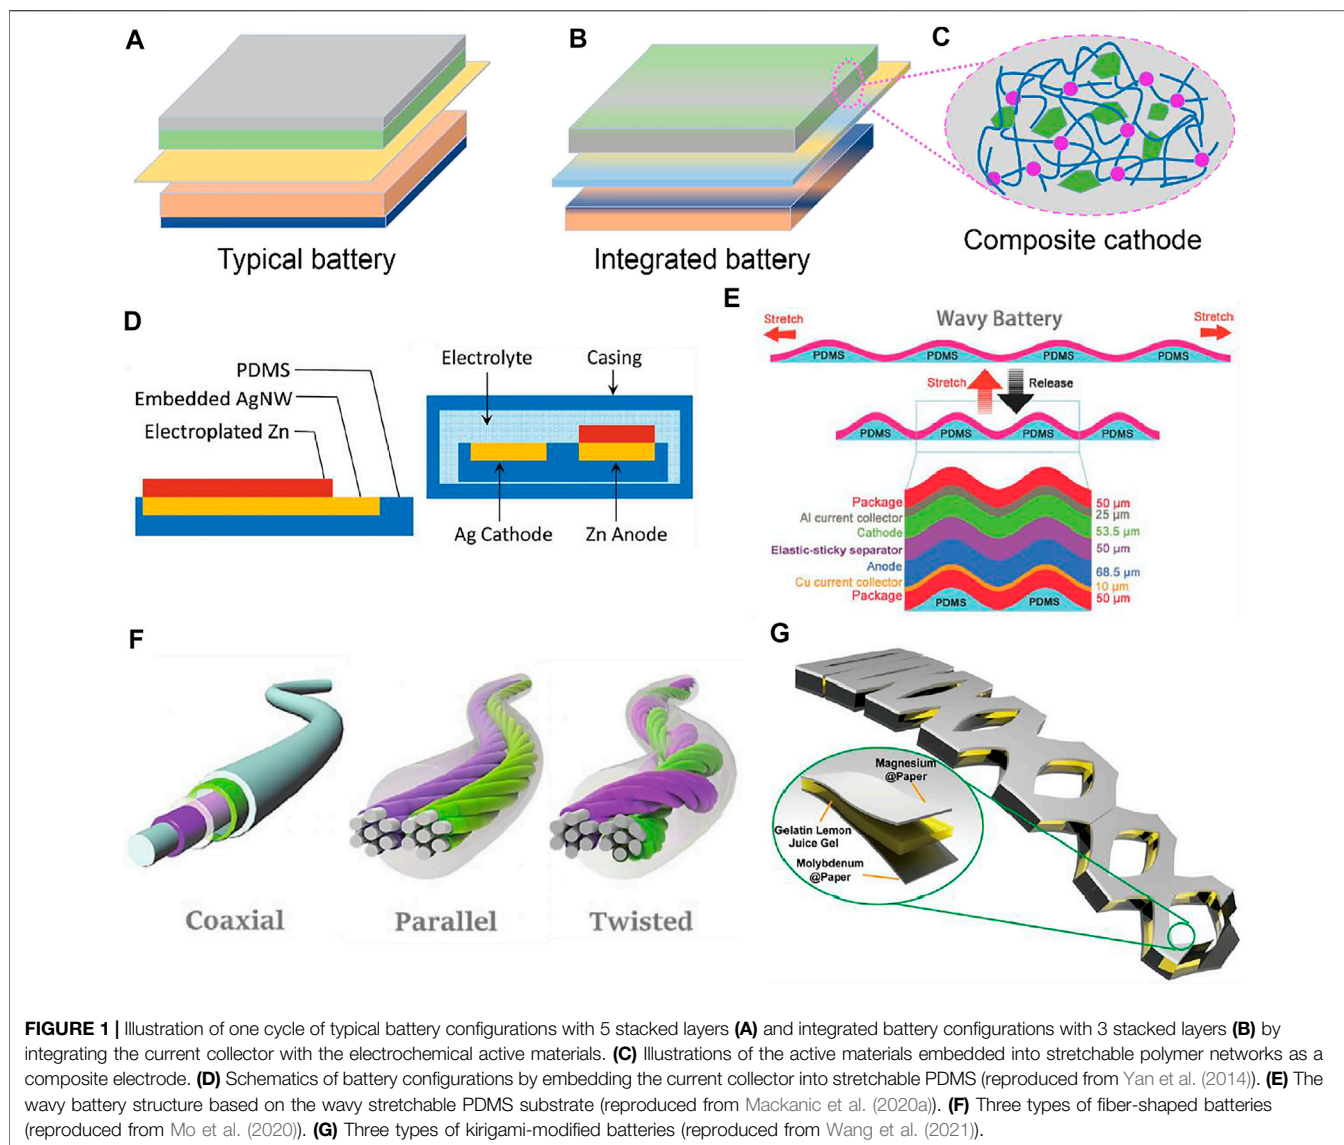 A
B
C
Typical battery
Integrated battery
Composite cathode
D
PDMS
Embedded AgNW
Electroplated Zn
Electrolyte
Casing
Ag Cathode
Zn Anode
E
Wavy Battery
Stretch
Stretch
PDMS
PDMS
PDMS
PDMS
Stretch
Release
PDMS
PDMS
PDMS
PDMS
Package
50 µm
Al current collector
25 µm
Cathode
53.5 µm
Elastic-sticky separator
50 µm
Anode
68.5 µm
Cu current collector
10 µm
Package
50 µm
PDMS
PDMS
F
Coaxial
Parallel
Twisted
G
Magnesium
@Paper
Gelatin Lemon
Juice Gel
Molybdenum
@Paper
FIGURE 1 | Illustration of one cycle of typical battery configurations with 5 stacked layers (A) and integrated battery configurations with 3 stacked layers (B) by
integrating the current collector with the electrochemical active materials. (C) Illustrations of the active materials embedded into stretchable polymer networks as a
composite electrode. (D) Schematics of battery configurations by embedding the current collector into stretchable PDMS (reproduced from Yan et al. (2014)). (E) The
wavy battery structure based on the wavy stretchable PDMS substrate (reproduced from Mackanic et al. (2020a)). (F) Three types of fiber-shaped batteries
(reproduced from Mo et al. (2020)). (G) Three types of kirigami-modified batteries (reproduced from Wang et al. (2021)).